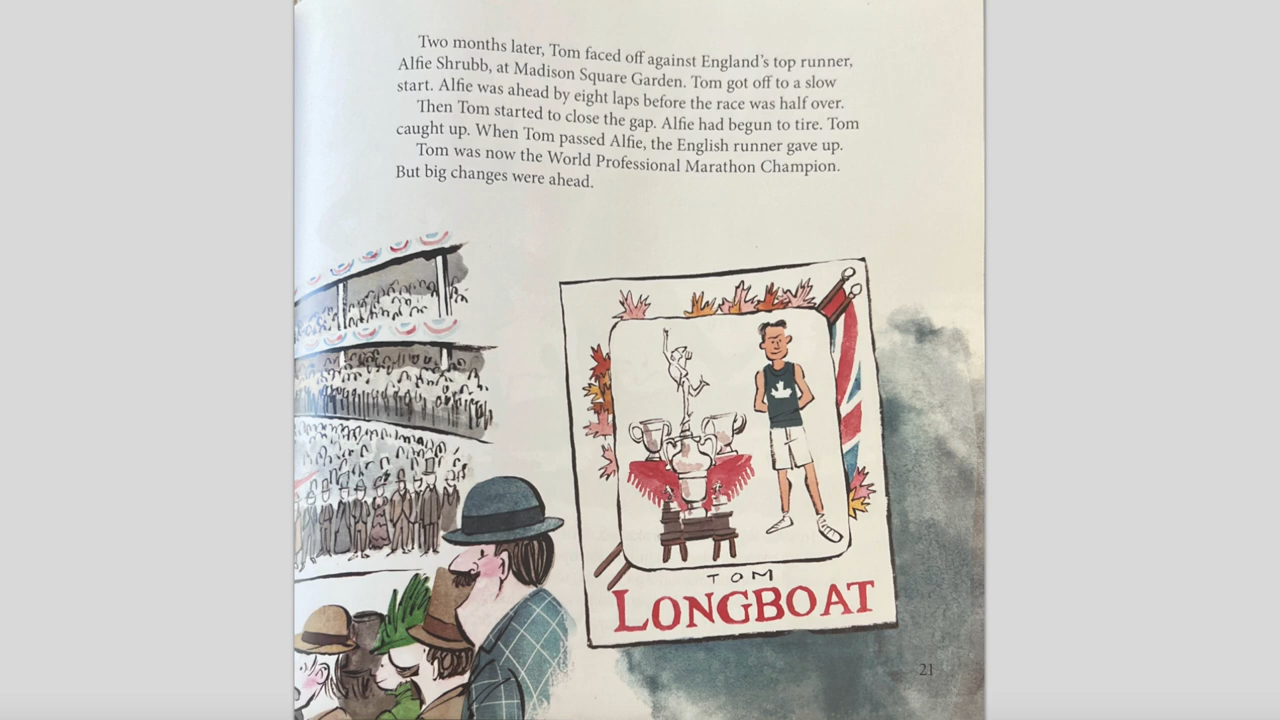 Two months later, Tom faced off against England's top runner,
Alfie Shrubb, at Madison Square Garden. Tom got off to a slow
start. Alfie was ahead by eight laps before the race was half over.
Then Tom started to close the gap. Alfie had begun to tire. Tom
caught up. When Tom passed Alfie, the English runner gave up.
Tom was now the World Professional Marathon Champion.
But big changes were ahead.
TOM
LONGBOAT
21